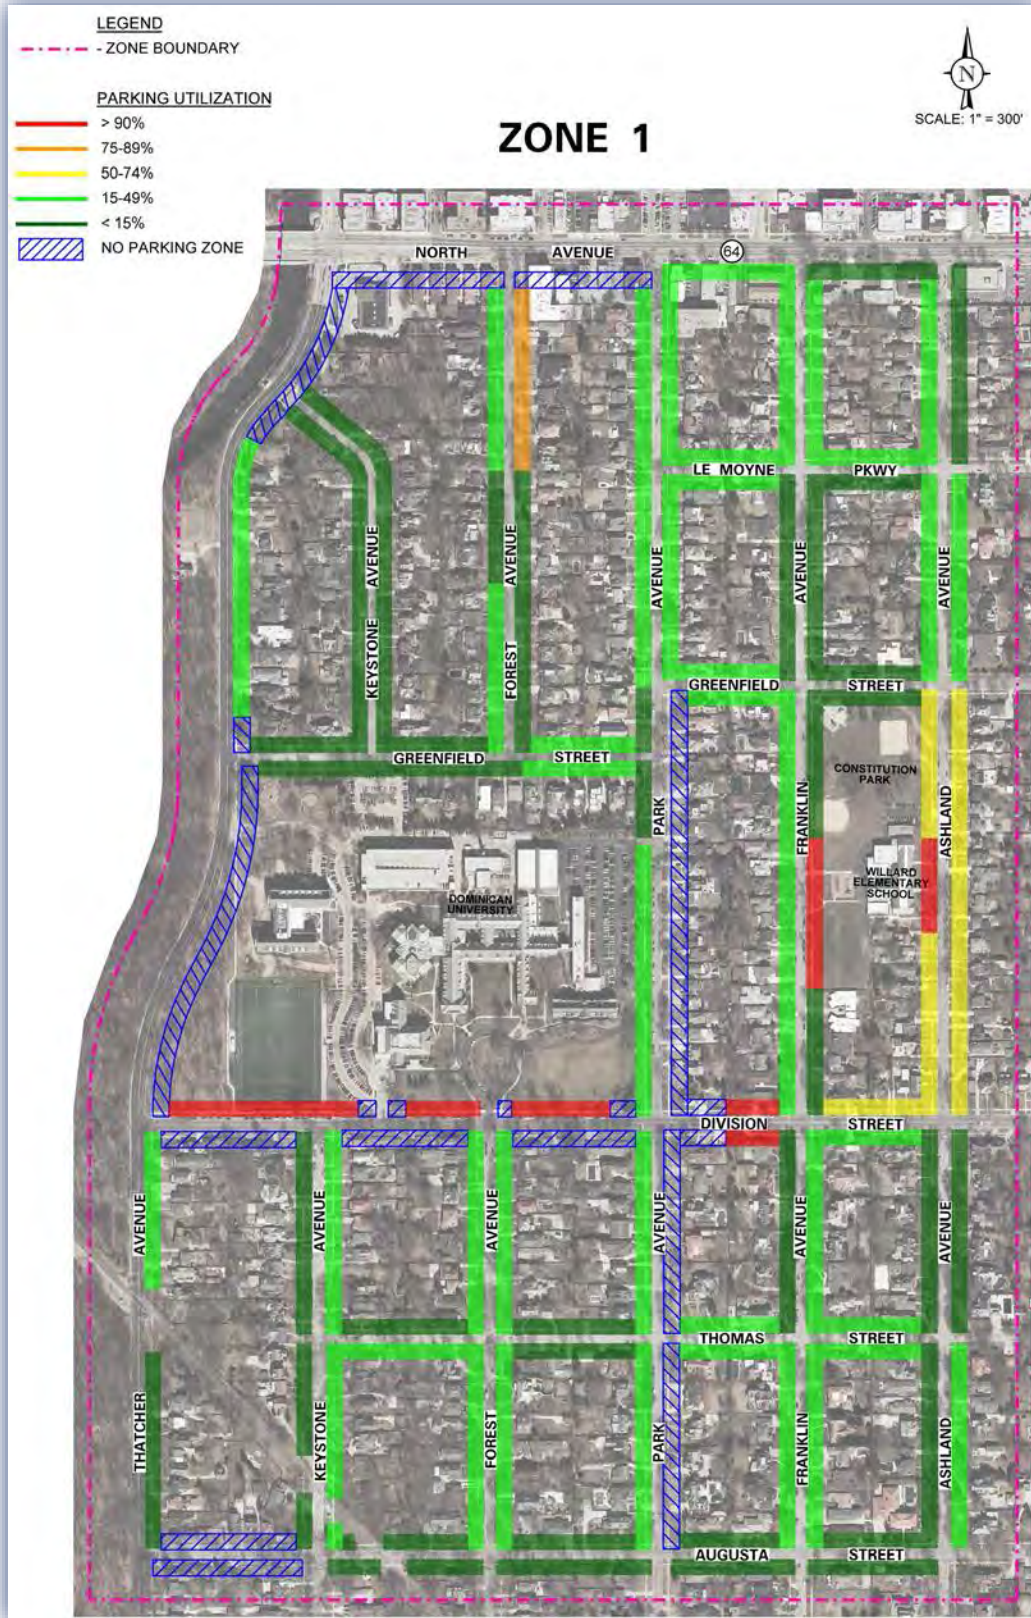 LEGEND
- ZONE BOUNDARY
PARKING UTILIZATION
> 90%
75-89%
50-74%
15-49%
< 15%
NO PARKING ZONE
N
SCALE: 1" = 300'
ZONE 1
NORTH AVENUE 64
LE MOYNE PKWY
KEYSTONE AVENUE
FOREST AVENUE
AVENUE
AVENUE
AVENUE
GREENFIELD STREET
GREENFIELD STREET
PARK
FRANKLIN
ASHLAND
CONSTITUTION
PARK
WILLARD
ELEMENTARY
SCHOOL
DOMINICAN
UNIVERSITY
DIVISION STREET
AVENUE
AVENUE
AVENUE
AVENUE
AVENUE
AVENUE
THOMAS STREET
THATCHER
KEYSTONE
FOREST
PARK
FRANKLIN
ASHLAND
AUGUSTA STREET